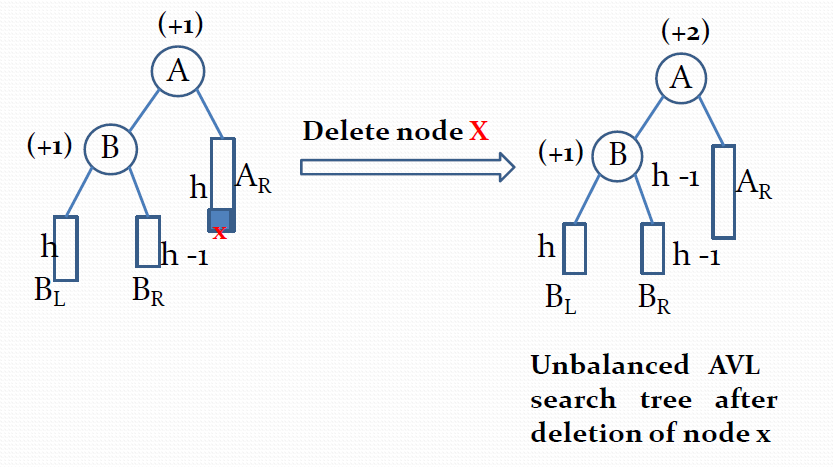 (+1)
A
(+1)
B
h
A_R
x
h
h -1
B_L
B_R
Delete node X
(+2)
A
(+1)
B
h -1
A_R
h
h -1
B_L
B_R
Unbalanced AVL
search tree after
deletion of node x